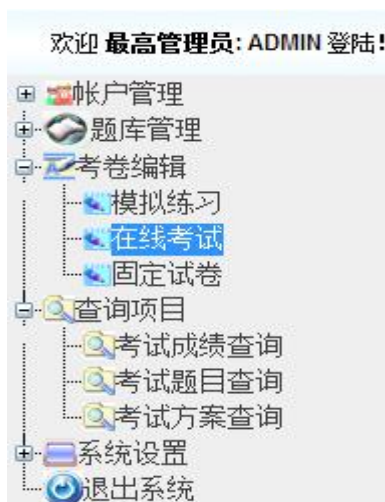 欢迎 最高管理员: ADMIN 登陆!
帐户管理
题库管理
考卷编辑
模拟练习
在线考试
固定试卷
查询项目
考试成绩查询
考试题目查询
考试方案查询
系统设置
退出系统